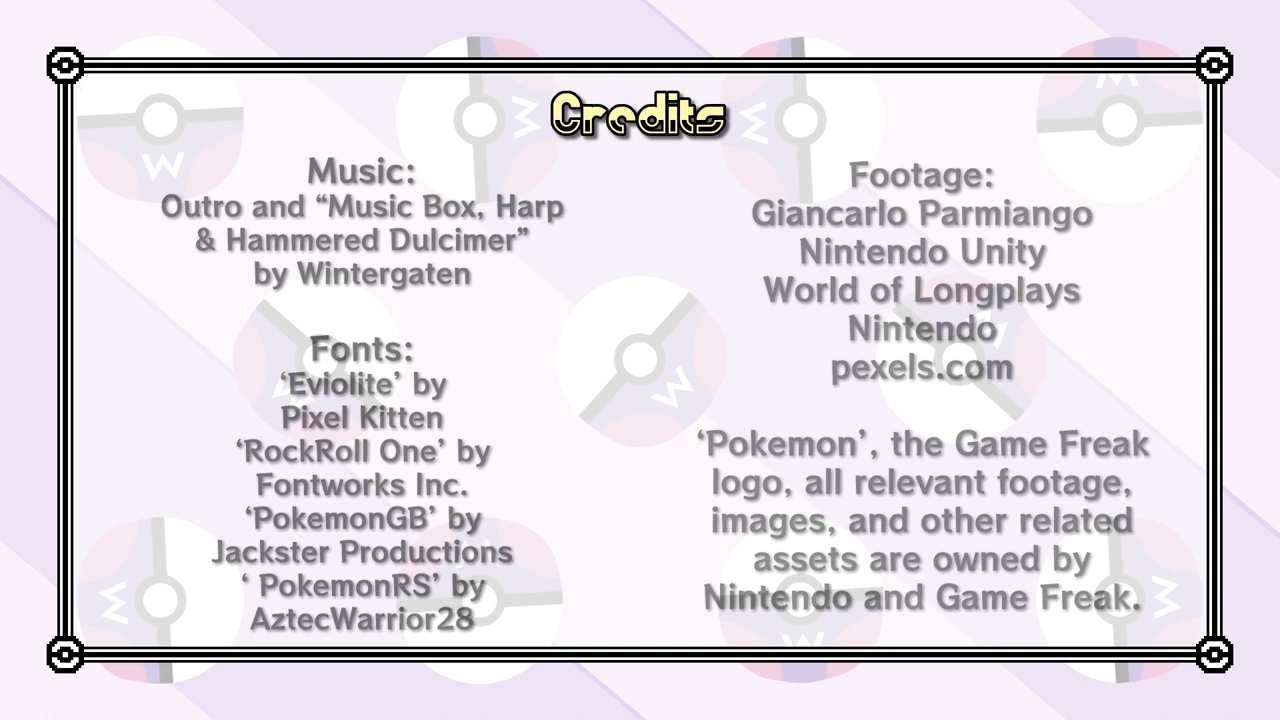 Credits
Music:
Outro and “Music Box, Harp
& Hammered Dulcimer”
by Wintergaten
Fonts:
‘Eviolite’ by
Pixel Kitten
‘RockRoll One’ by
Fontworks Inc.
‘PokemonGB’ by
Jackster Productions
‘ PokemonRS’ by
AztecWarrior28
Footage:
Giancarlo Parmiango
Nintendo Unity
World of Longplays
Nintendo
pexels.com
‘Pokemon’, the Game Freak
logo, all relevant footage,
images, and other related
assets are owned by
Nintendo and Game Freak.